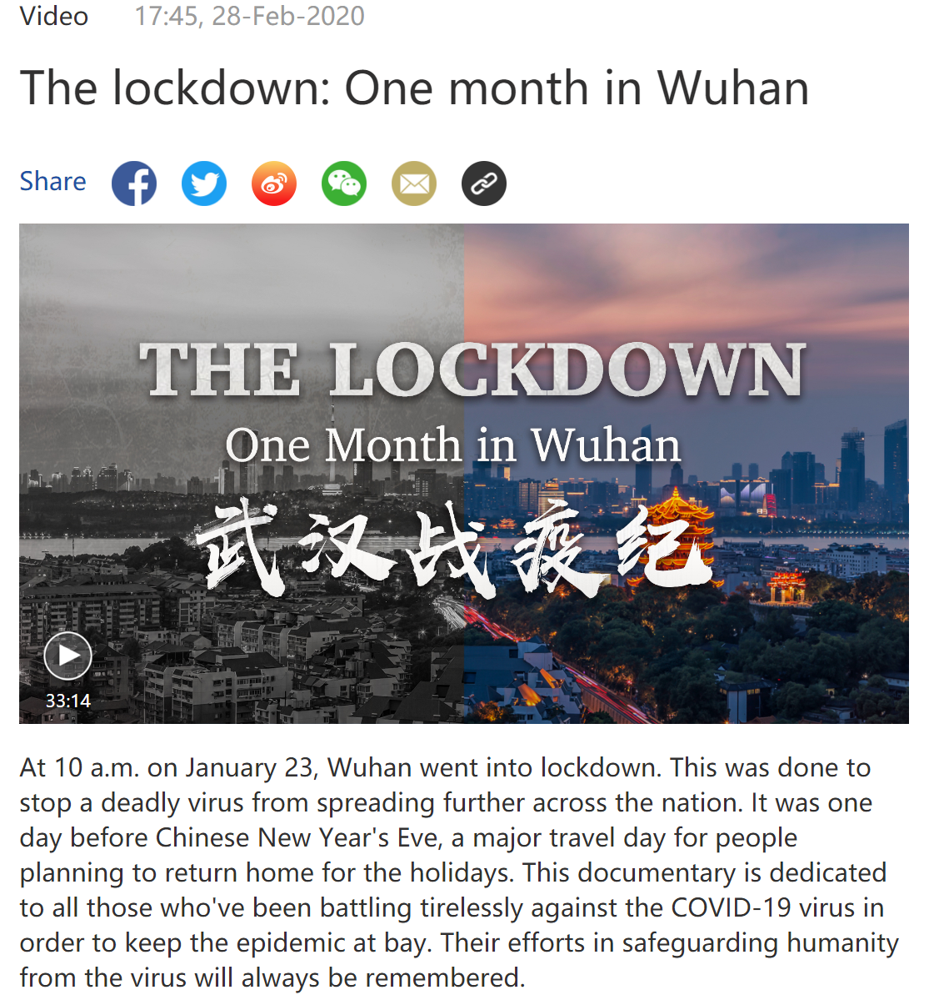 Video 17:45, 28-Feb-2020
The lockdown: One month in Wuhan
Share
THE LOCKDOWN
One Month in Wuhan
武汉战疫纪
33:14
At 10 a.m. on January 23, Wuhan went into lockdown. This was done to
stop a deadly virus from spreading further across the nation. It was one
day before Chinese New Year's Eve, a major travel day for people
planning to return home for the holidays. This documentary is dedicated
to all those who've been battling tirelessly against the COVID-19 virus in
order to keep the epidemic at bay. Their efforts in safeguarding humanity
from the virus will always be remembered.